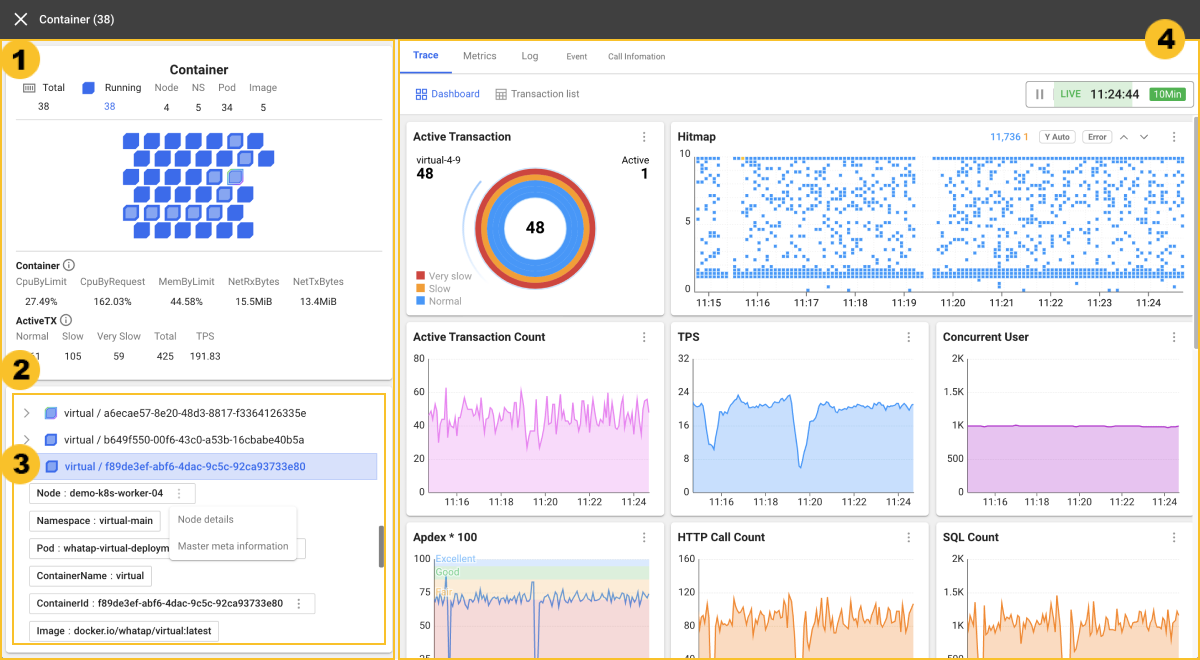 Container (38)
1
Container
Total Running Node NS Pod Image
38 38 4 5 34 5
Container
CpuByLimit CpuByRequest MemByLimit NetRxBytes NetTxBytes
27.49% 162.03% 44.58% 15.5MiB 13.4MiB
ActiveTX
Normal Slow Very Slow Total TPS
61 105 59 425 191.83
2
virtual / a6ecae57-8e20-48d3-8817-f3364126335e
virtual / b649f550-00f6-43c0-a53b-16cbabe40b5a
3
virtual / f89de3ef-abf6-4dac-9c5c-92ca93733e80
Node : demo-k8s-worker-04
Namespace : virtual-main
Node details
Master meta information
Pod : whatap-virtual-deploym
ContainerName : virtual
ContainerId : f89de3ef-abf6-4dac-9c5c-92ca93733e80
Image : docker.io/whatap/virtual:latest
4
Trace Metrics Log Event Call Infomation
Dashboard Transaction list
LIVE 11:24:44 10Min
Active Transaction
virtual-4-9 Active
48 1
48
Very slow
Slow
Normal
Hitmap
11,736 1 Y Auto Error
10
5
0
11:15 11:16 11:17 11:18 11:19 11:20 11:21 11:22 11:23 11:24
Active Transaction Count
80
60
40
20
0
11:16 11:18 11:20 11:22 11:24
TPS
32
24
16
8
0
11:16 11:18 11:20 11:22 11:24
Concurrent User
2K
1.5K
1K
500
0
11:16 11:18 11:20 11:22 11:24
Apdex * 100
100
Excellent
Good
75
Fair
50
25
HTTP Call Count
160
120
80
40
SQL Count
2K
1.5K
1K
500